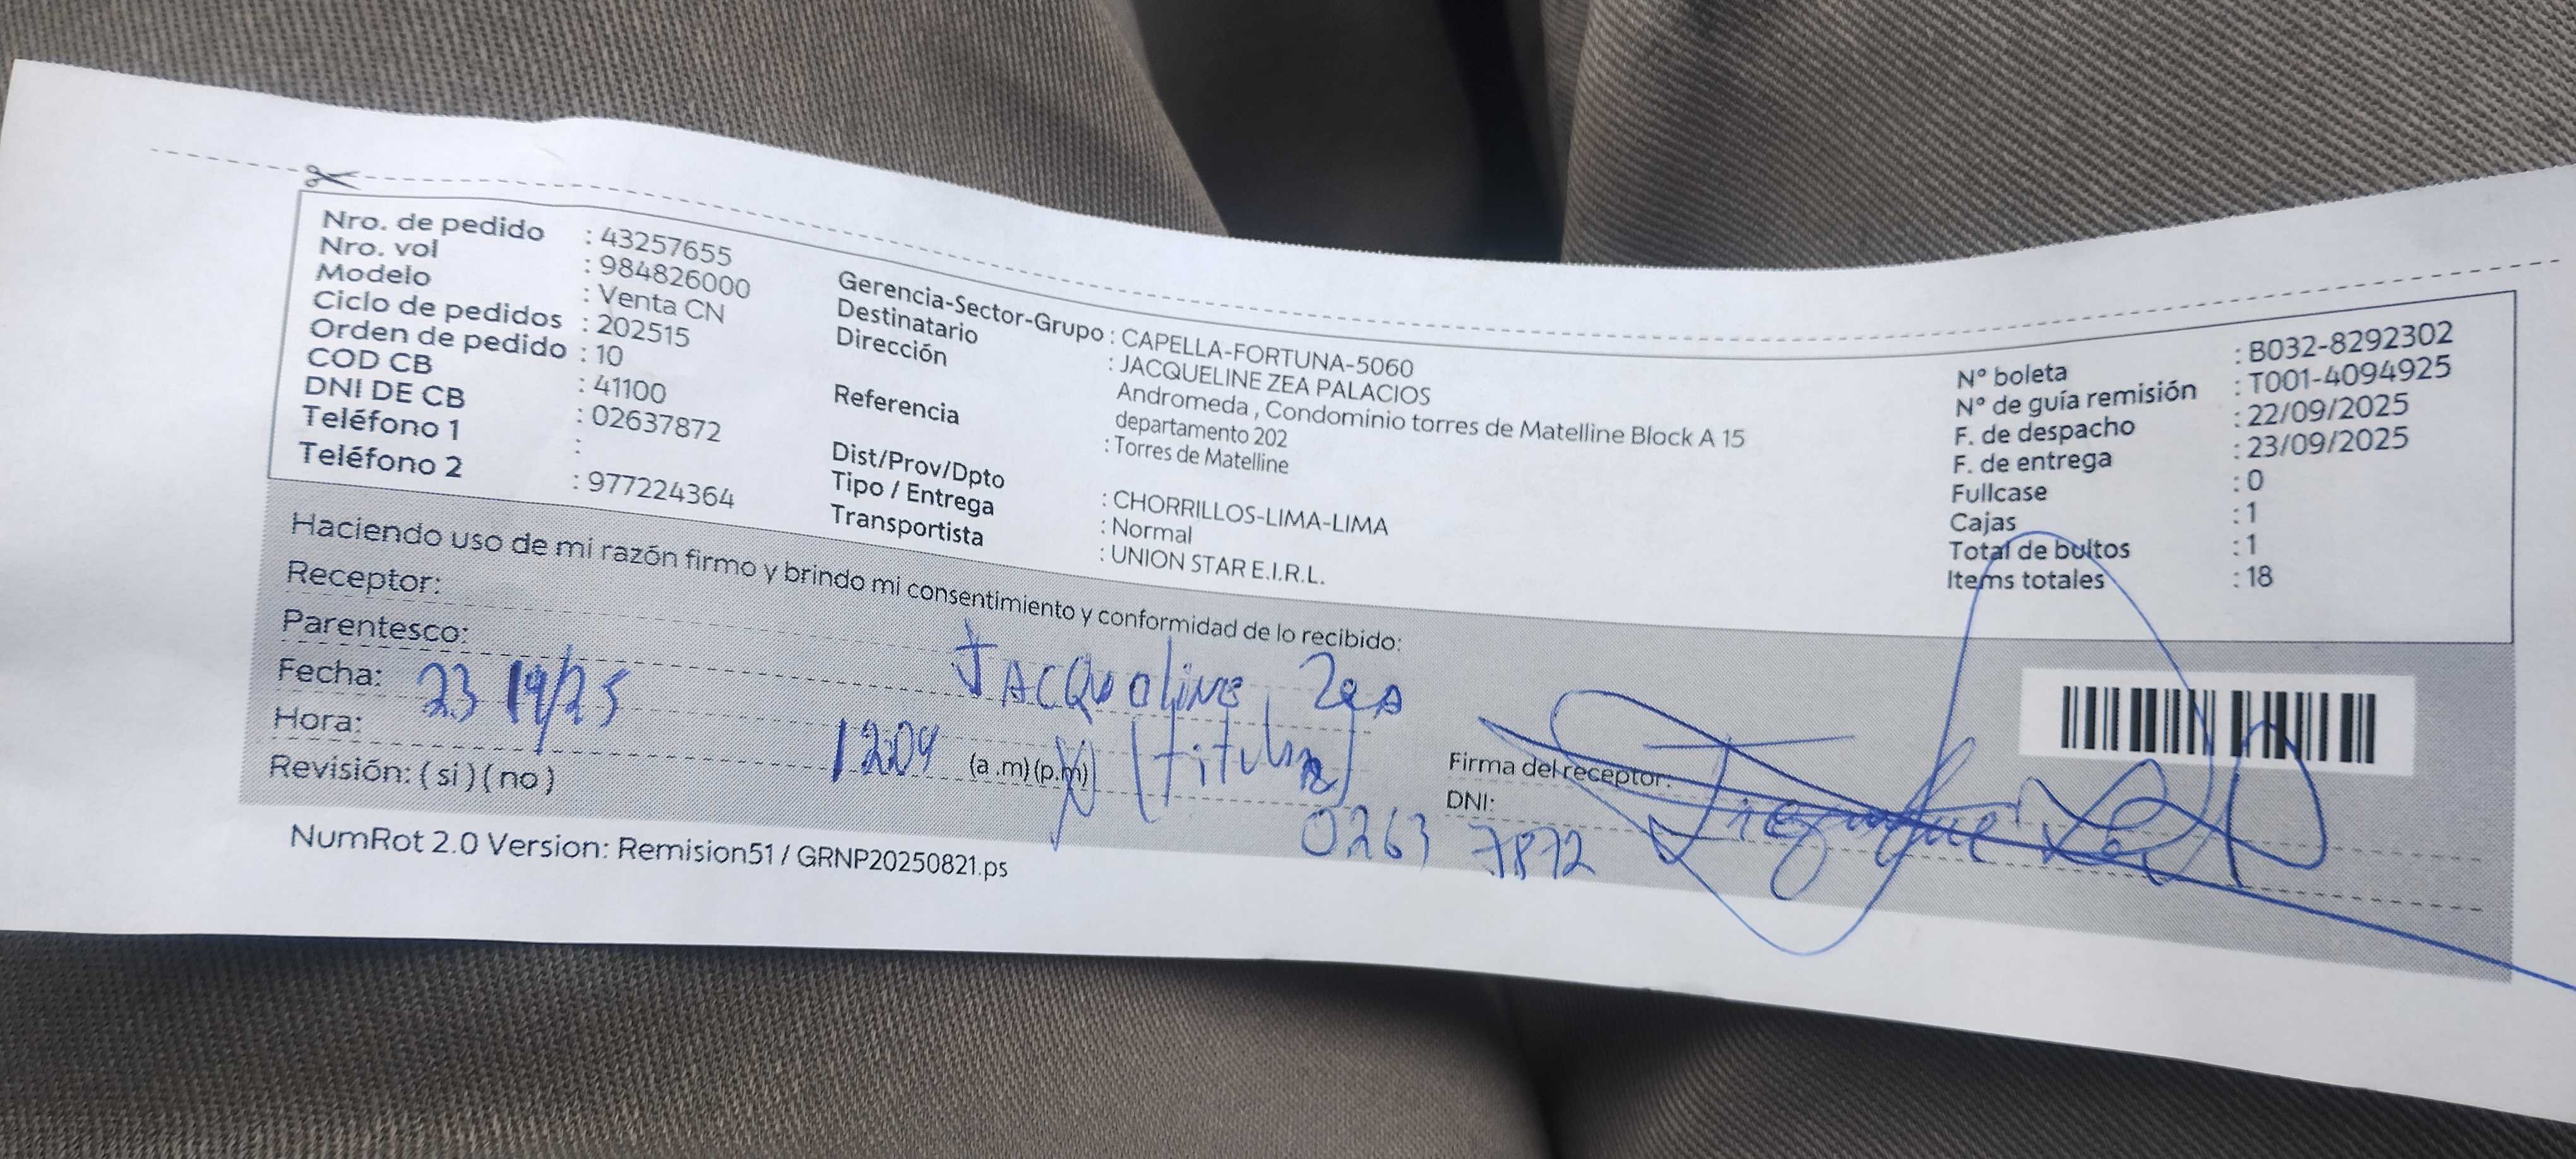 Nro. de pedido : 43257655
Nro. vol : 984826000
Modelo : Venta CN
Ciclo de pedidos : 202515
Orden de pedido : 10
COD CB : 41100
DNI DE CB : 02637872
Teléfono 1 :
Teléfono 2 : 977224364
Gerencia-Sector-Grupo : CAPELLA-FORTUNA-5060
Destinatario : JACQUELINE ZEA PALACIOS
Dirección Andromeda , Condominio torres de Matelline Block A 15
departamento 202
Referencia : Torres de Matelline
Dist/Prov/Dpto : CHORRILLOS-LIMA-LIMA
Tipo / Entrega : Normal
Transportista : UNION STAR E.I.R.L.
N° boleta : B032-8292302
N° de guía remisión : T001-4094925
F. de despacho : 22/09/2025
F. de entrega : 23/09/2025
Fullcase : 0
Cajas : 1
Total de bultos : 1
Items totales : 18
Haciendo uso de mi razón firmo y brindo mi consentimiento y conformidad de lo recibido:
Receptor: Jacqueline Zea
Parentesco: (titular)
Fecha: 23/9/25
Hora: 1209 (a.m)(p.m)
Revisión: (si)(no)
Firma del receptor:
DNI: 02637872
NumRot 2.0 Version: Remision51 / GRNP20250821.ps